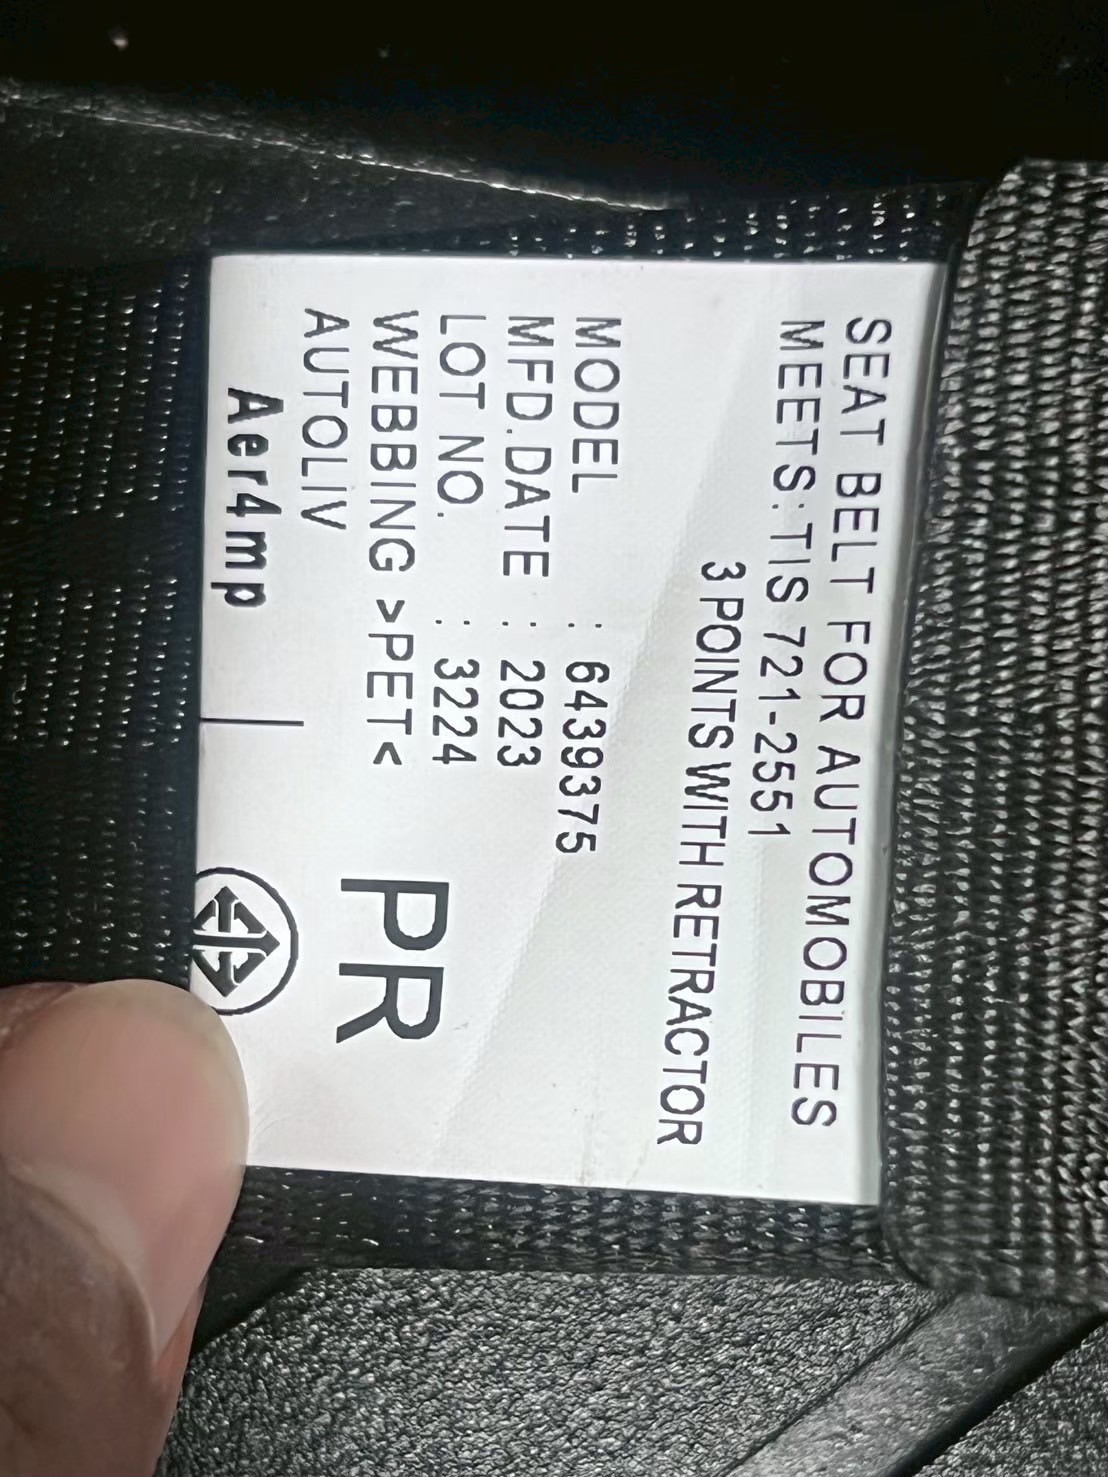 SEAT BELT FOR AUTOMOBILES
MEETS:TIS 721-2551
3 POINTS WITH RETRACTOR
MODEL : 6439375
MFD.DATE : 2023
LOT NO. : 3224
WEBBING >PET<
AUTOLIV
PR
Aer4mp